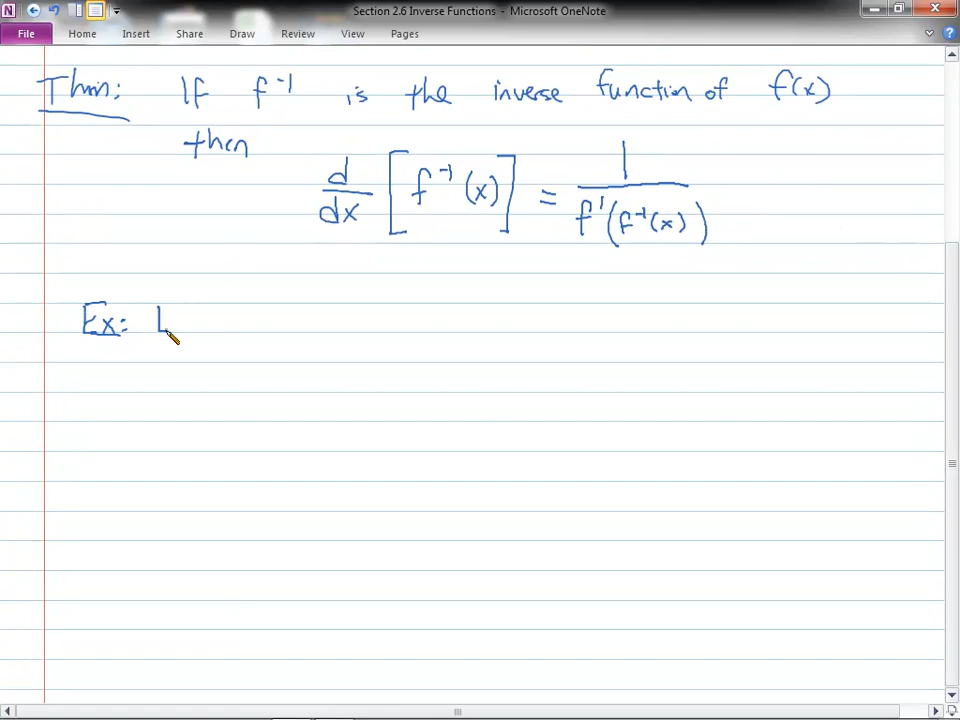 Section 2.6 Inverse Functions - Microsoft OneNote
File Home Insert Share Draw Review View Pages
Thm: If f⁻¹ is the inverse function of f(x)
then
d/dx [f⁻¹(x)] = 1/f'(f⁻¹(x))
Ex: L